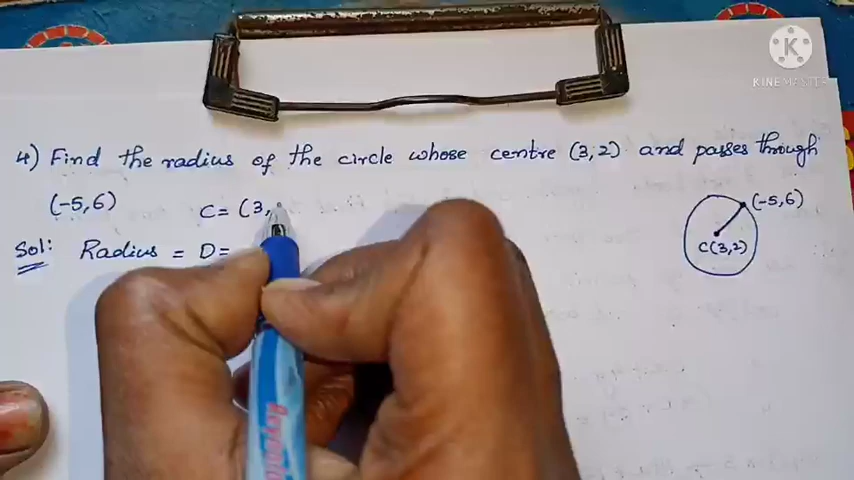 4) Find the radius of the circle whose centre (3,2) and passes through
(-5,6) C= (3,
Sol: Radius = D=
(-5,6)
C(3,2)
K
KINEMASTER